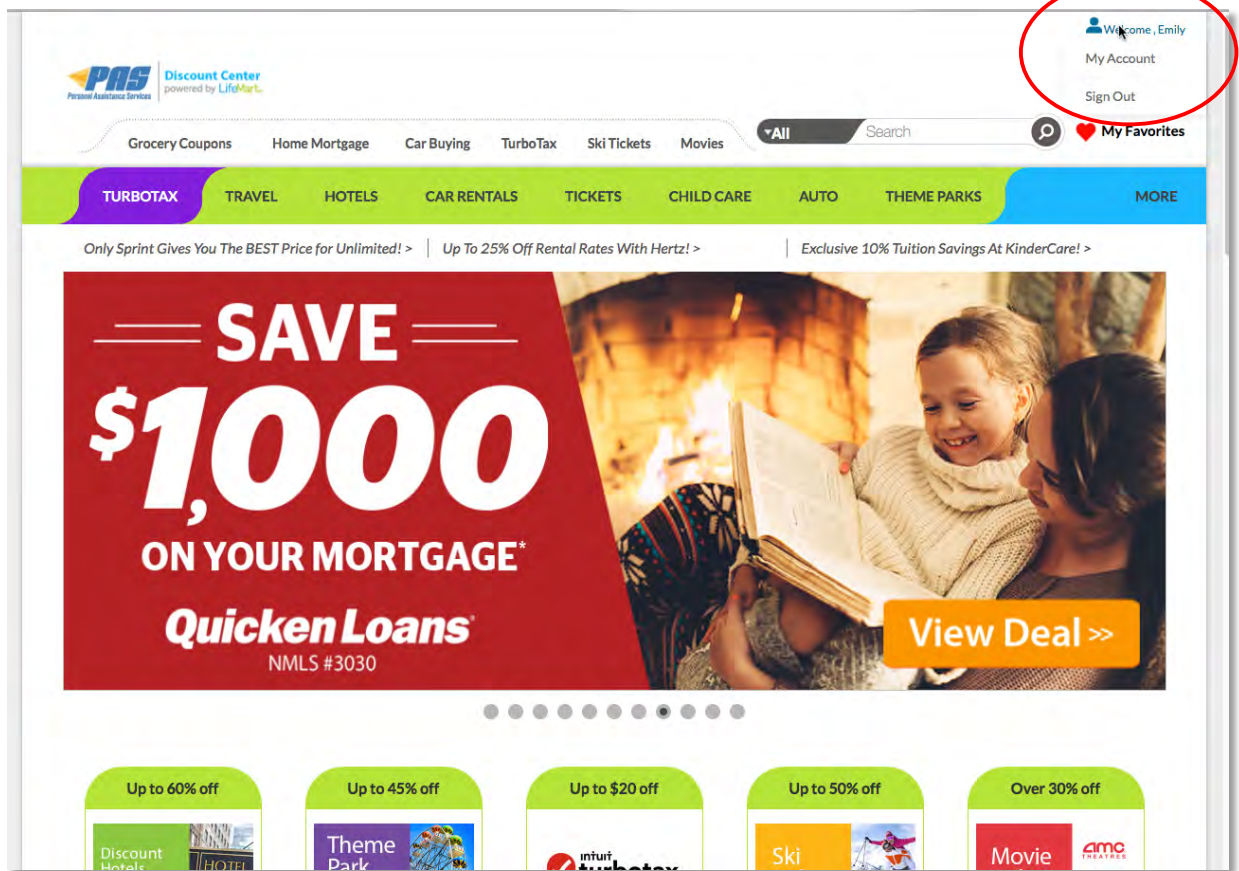 Welcome , Emily
My Account
Sign Out
PAS
Personal Assistance Services
Discount Center
powered by LifeMart
Grocery Coupons Home Mortgage Car Buying TurboTax Ski Tickets Movies
All Search My Favorites
TURBOTAX TRAVEL HOTELS CAR RENTALS TICKETS CHILD CARE AUTO THEME PARKS MORE
Only Sprint Gives You The BEST Price for Unlimited! > | Up To 25% Off Rental Rates With Hertz! > | Exclusive 10% Tuition Savings At KinderCare! >
SAVE
$1,000
ON YOUR MORTGAGE*
Quicken Loans
NMLS #3030
View Deal >>
Up to 60% off Up to 45% off Up to $20 off Up to 50% off Over 30% off
Discount
Hotels
HOTEL
Theme
Park
intuit
turbotax
Ski
Movie
amc
THEATRES